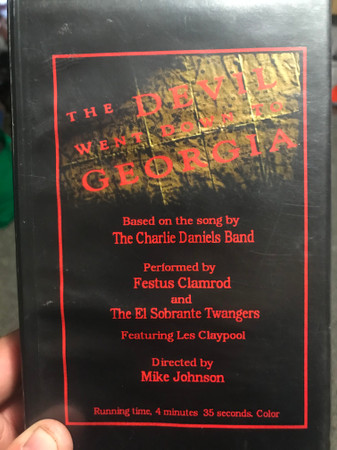 THE DEVIL
WENT DOWN TO
GEORGIA
Based on the song by
The Charlie Daniels Band
Performed by
Festus Clamrod
and
The El Sobrante Twangers
Featuring Les Claypool
Directed by
Mike Johnson
Running time, 4 minutes 35 seconds. Color